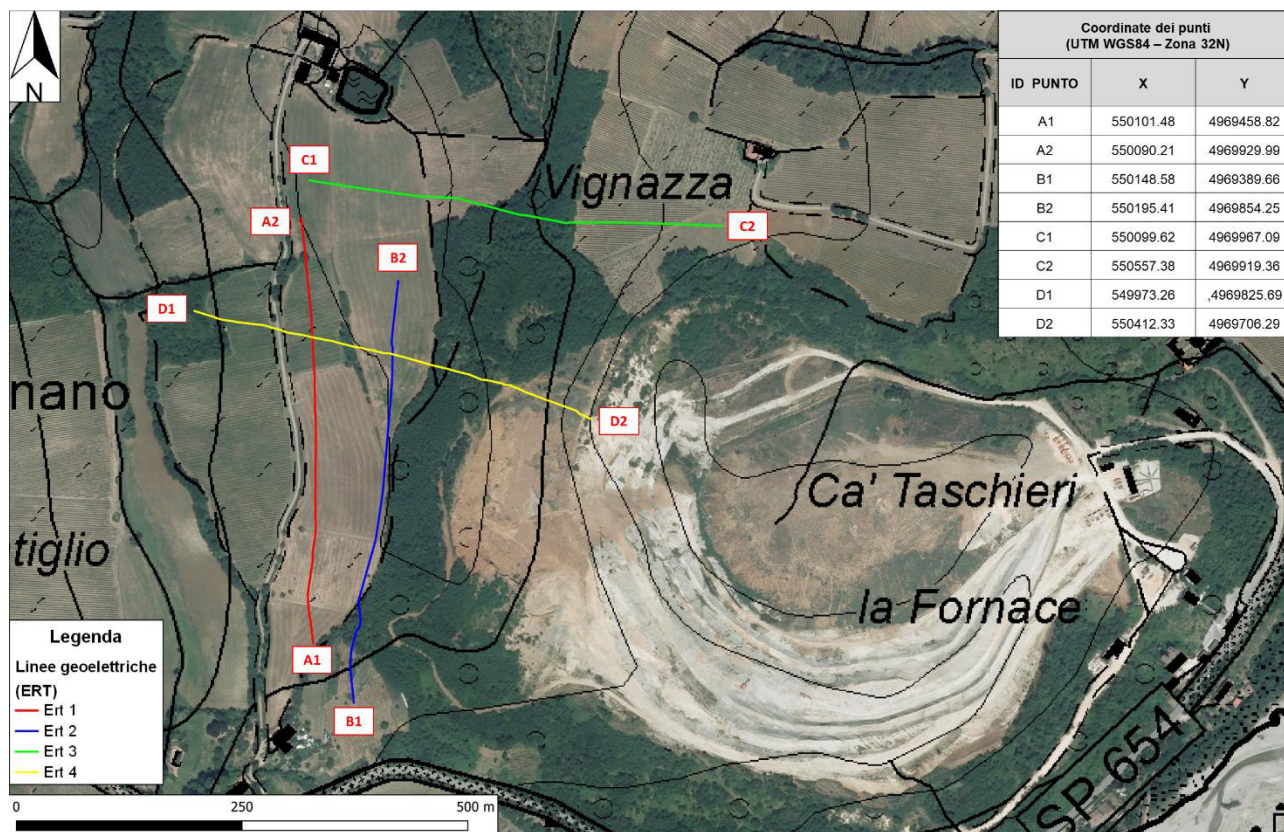 N
Coordinate dei punti
(UTM WGS84 – Zona 32N)
ID PUNTO X Y
A1 550101.48 4969458.82
A2 550090.21 4969929.99
B1 550148.58 4969389.66
B2 550195.41 4969854.25
C1 550099.62 4969967.09
C2 550557.38 4969919.36
D1 549973.26 ,4969825.69
D2 550412.33 4969706.29
C1
Vignazza
A2
C2
B2
D1
nano
D2
Ca' Taschieri
tiglio
la Fornace
A1
B1
SP 654
Legenda
Linee geoelettriche
(ERT)
Ert 1
Ert 2
Ert 3
Ert 4
0 250 500 m